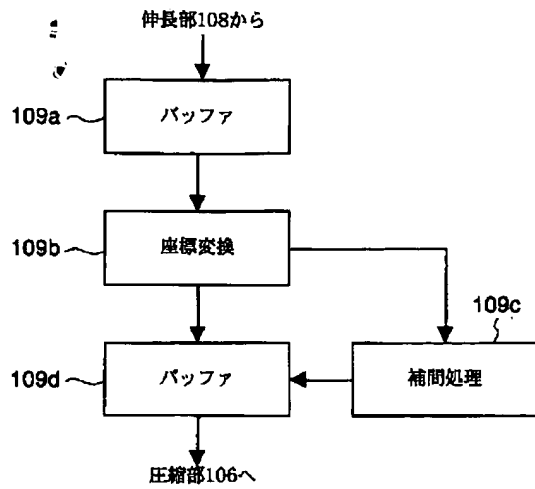 伸長部108から
109a
バッファ
109b
座標変換
109c
109d
バッファ
補間処理
圧縮部106へ